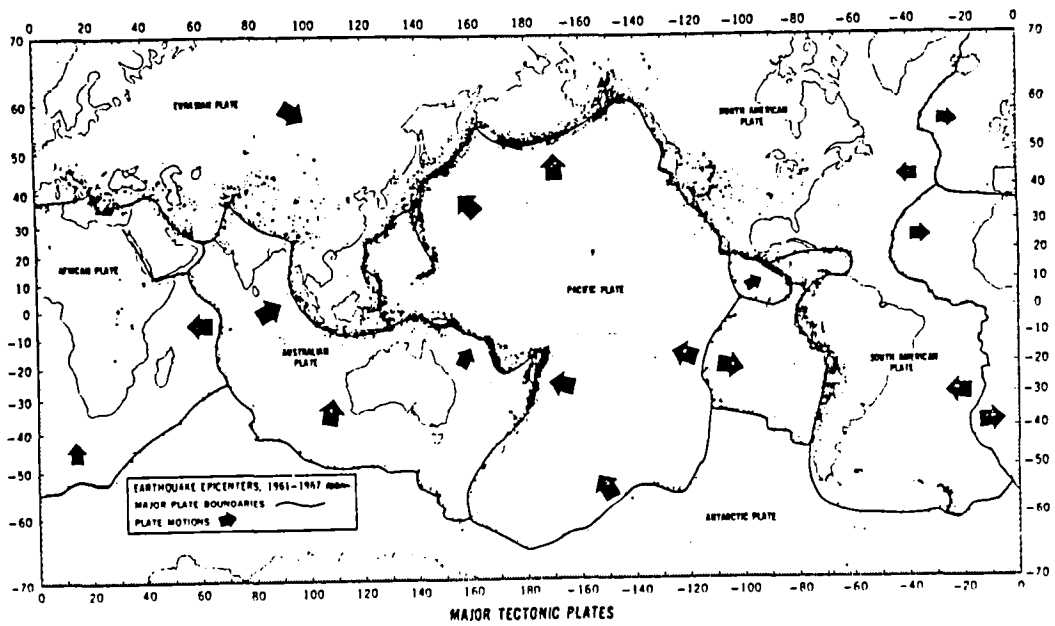 0 20 40 60 80 100 120 140 160 180 -160 -140 -120 -100 -80 -60 -40 -20 0
70 70
60 60
50 50
40 40
30 30
20 20
10 10
0 0
-10 -10
-20 -20
-30 -30
-40 -40
-50 -50
-60 -60
-70 -70
EURASIAN PLATE
SOUTH AMERICAN
PLATE
AFRICAN PLATE
PACIFIC PLATE
AUSTRALIAN
PLATE
SOUTH AMERICAN
PLATE
EARTHQUAKE EPICENTERS, 1961-1967
MAJOR PLATE BOUNDARIES
PLATE MOTIONS
ANTARCTIC PLATE
0 20 40 60 80 100 120 140 160 180 -160 -140 -120 -100 -80 -60 -40 -20 0
MAJOR TECTONIC PLATES